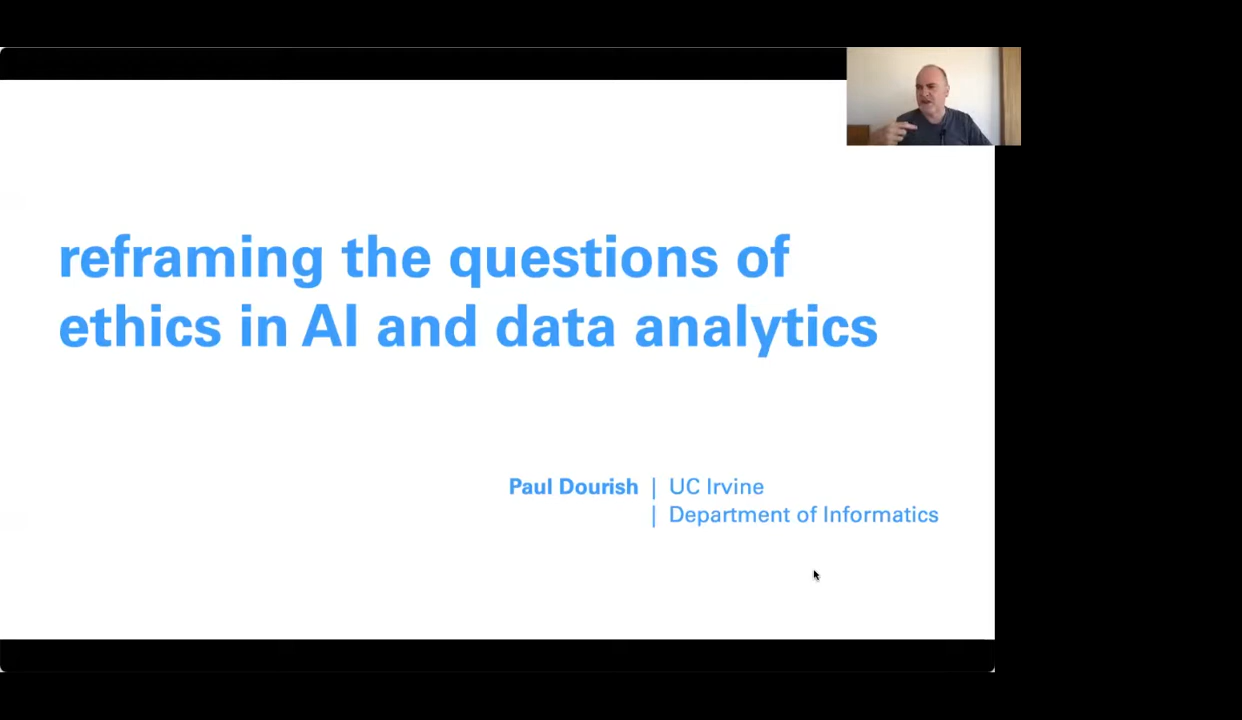 reframing the questions of
ethics in AI and data analytics
Paul Dourish | UC Irvine
| Department of Informatics